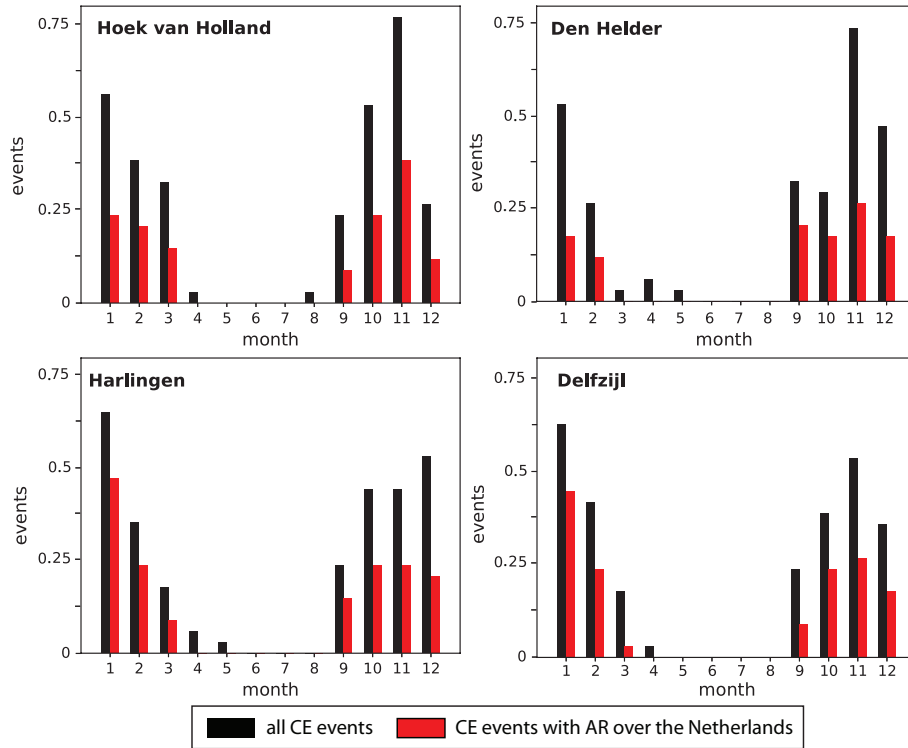 Hoek van Holland
0.75
0.5
0.25
0
events
1 2 3 4 5 6 7 8 9 10 11 12
month
Den Helder
0.75
0.5
0.25
0
events
1 2 3 4 5 6 7 8 9 10 11 12
month
Harlingen
0.75
0.5
0.25
0
events
1 2 3 4 5 6 7 8 9 10 11 12
month
Delfzijl
0.75
0.5
0.25
0
events
1 2 3 4 5 6 7 8 9 10 11 12
month
all CE events CE events with AR over the Netherlands